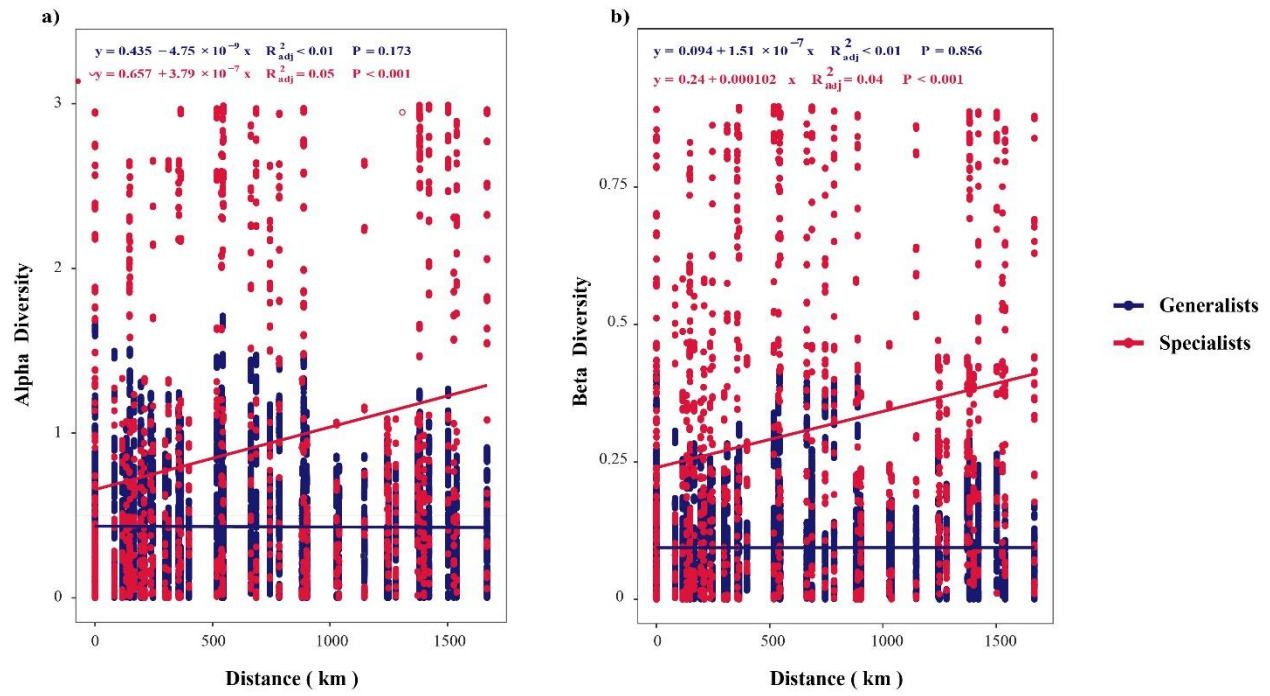 a)
y = 0.435 − 4.75 × 10⁻⁹ x R²adj < 0.01 P = 0.173
y = 0.657 + 3.79 × 10⁻⁷ x R²adj = 0.05 P < 0.001
3
2
1
0
Alpha Diversity
0 500 1000 1500
Distance ( km )
b)
y = 0.094 + 1.51 × 10⁻⁷ x R²adj < 0.01 P = 0.856
y = 0.24 + 0.000102 x R²adj = 0.04 P < 0.001
0.75
0.5
0.25
0
Beta Diversity
0 500 1000 1500
Distance ( km )
Generalists
Specialists